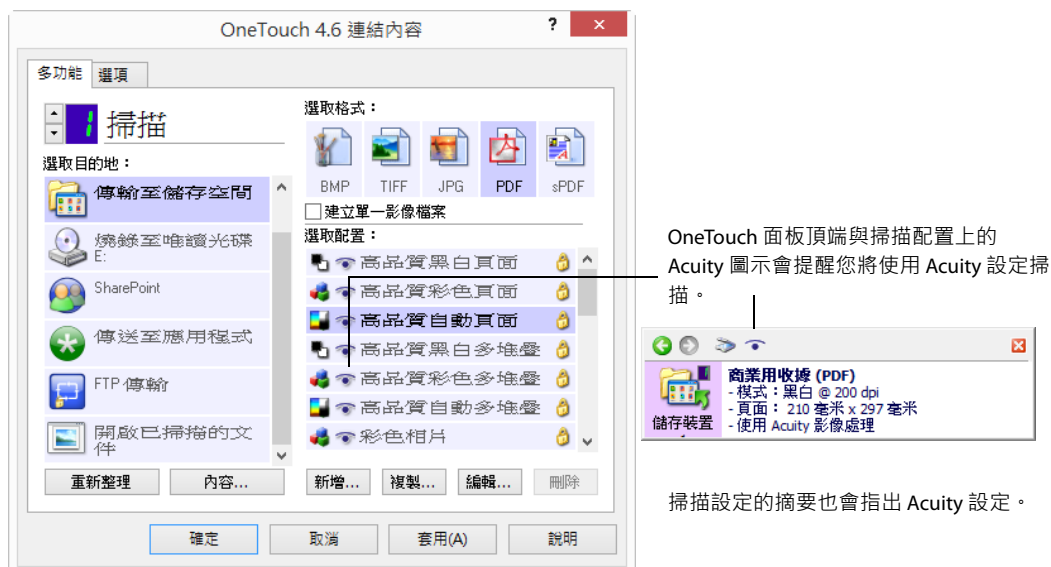 OneTouch 4.6 連結內容
多功能
選項
1 掃描
選取目的地：
傳輸至儲存空間
燒錄至唯讀光碟
E:
SharePoint
傳送至應用程式
FTP 傳輸
開啟已掃描的文
件
重新整理
內容...
選取格式：
BMP
TIFF
JPG
PDF
sPDF
建立單一影像檔案
選取配置：
高品質黑白頁面
高品質彩色頁面
高品質自動頁面
高品質黑白多堆疊
高品質彩色多堆疊
高品質自動多堆疊
彩色相片
新增...
複製...
編輯...
刪除
確定
取消
套用(A)
說明
OneTouch 面板頂端與掃描配置上的
Acuity 圖示會提醒您將使用 Acuity 設定掃
描。
儲存裝置
商業用收據 (PDF)
- 模式：黑白 @ 200 dpi
- 頁面： 210 毫米 x 297 毫米
- 使用 Acuity 影像處理
掃描設定的摘要也會指出 Acuity 設定。